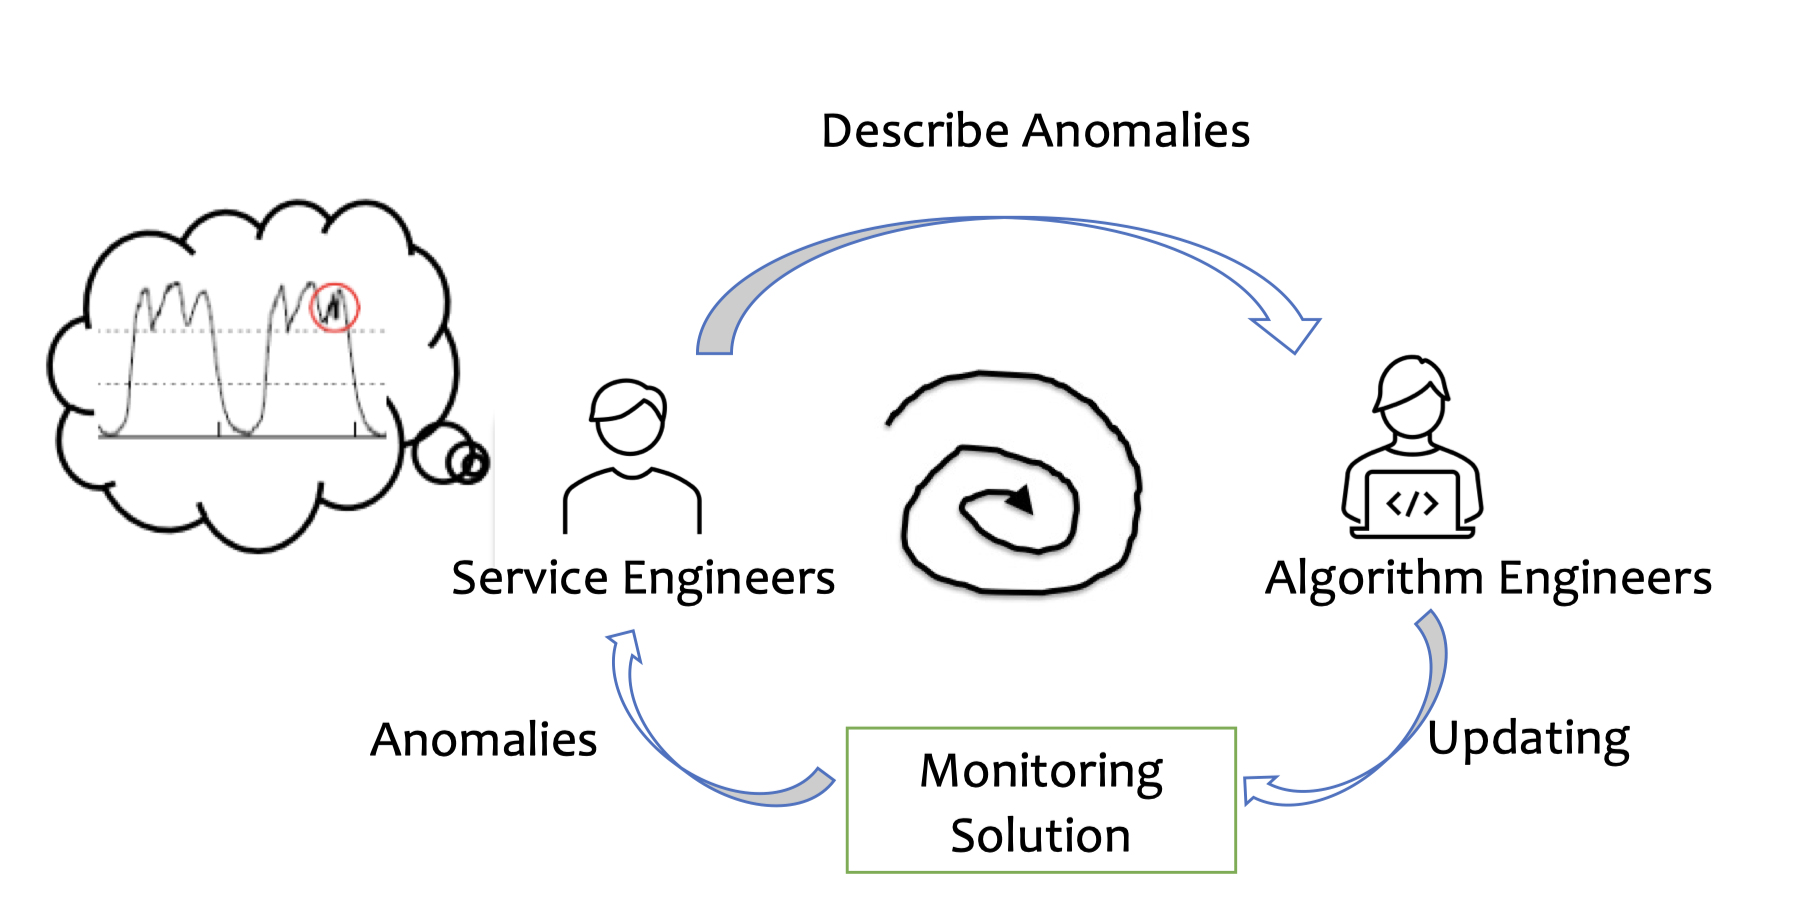 Describe Anomalies
</>
Service Engineers
Algorithm Engineers
Anomalies
Updating
Monitoring
Solution